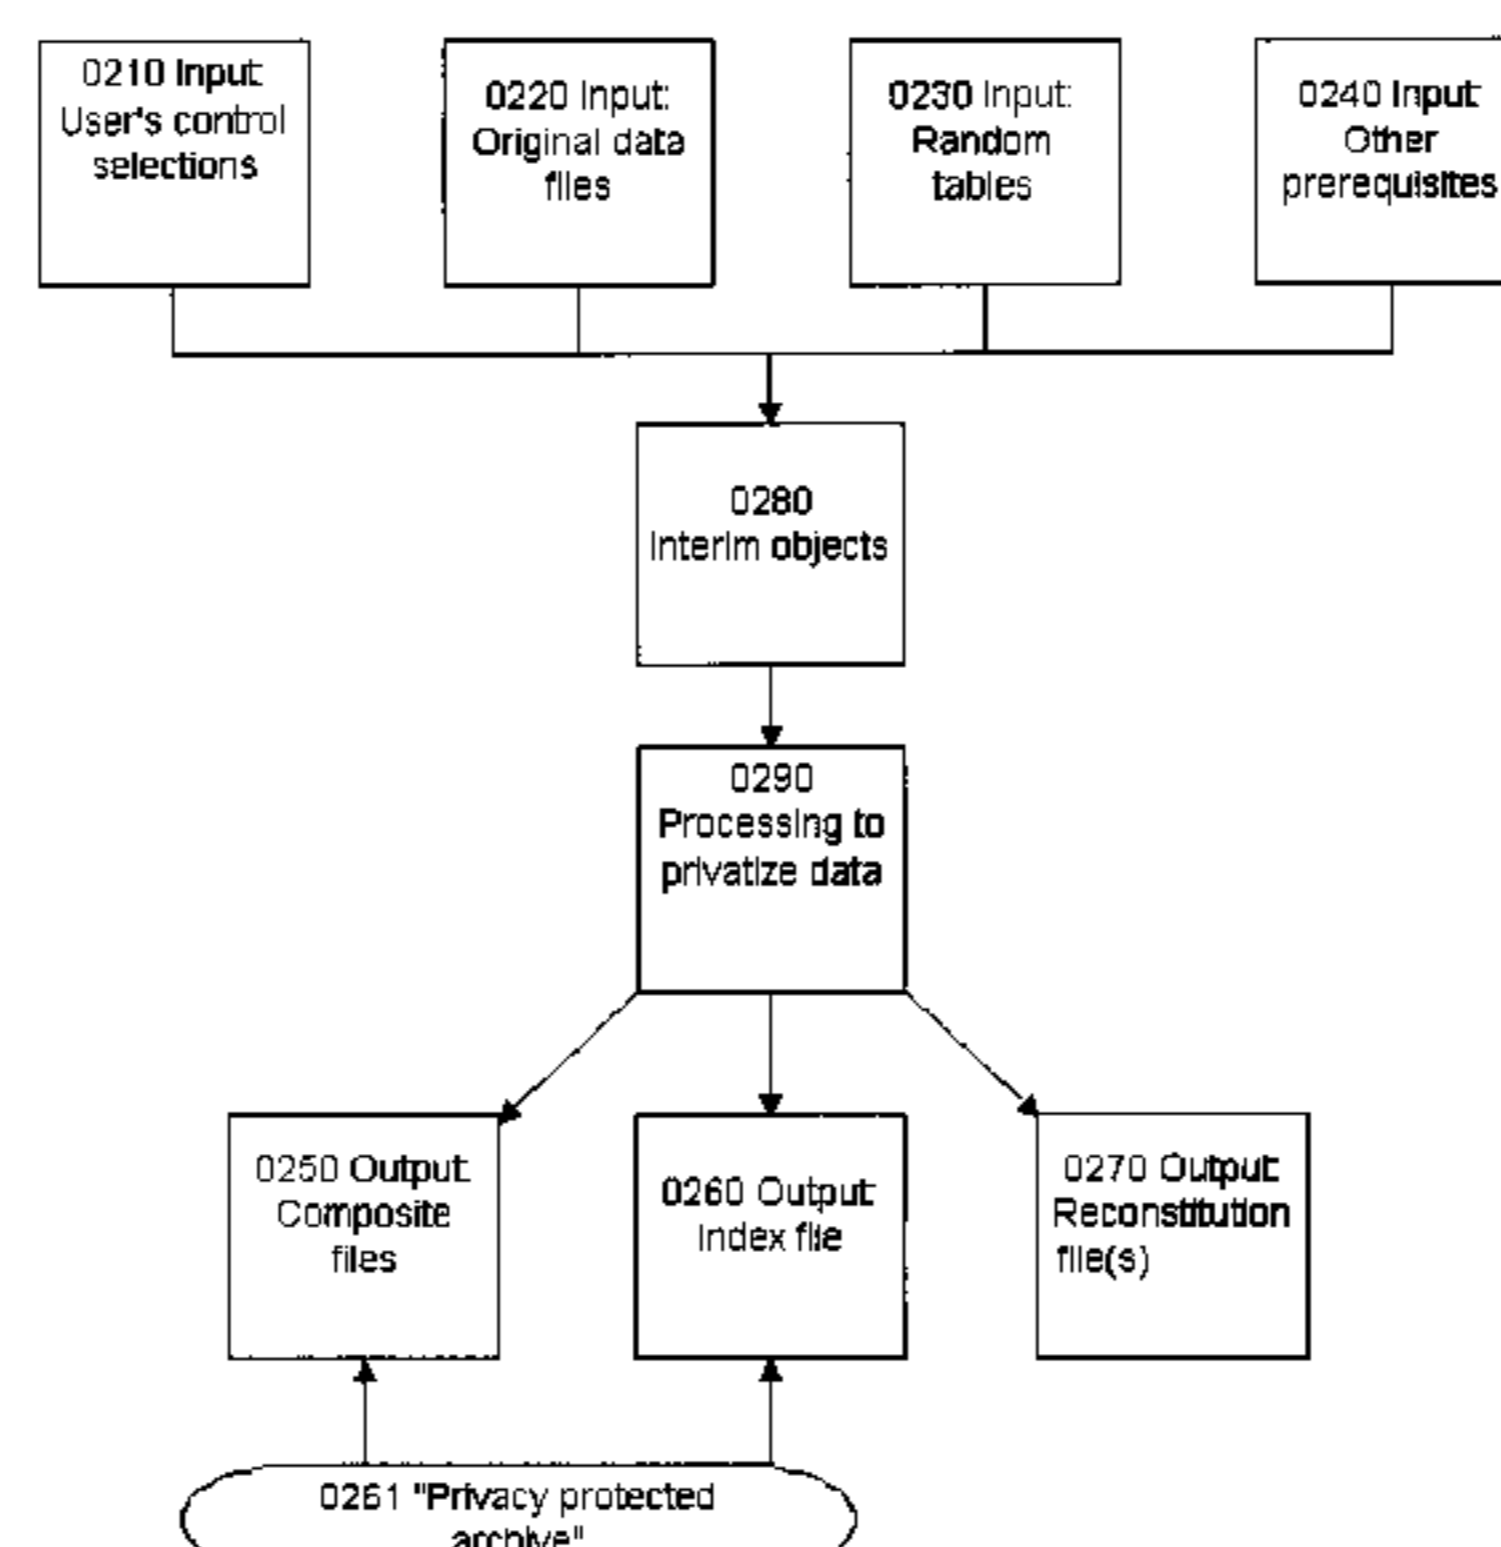 0210 Input:
User's control
selections
0220 Input:
Original data
files
0230 Input:
Random
tables
0240 Input:
Other
prerequisites
0280
Interim objects
0290
Processing to
privatize data
0250 Output:
Composite
files
0260 Output:
Index file
0270 Output:
Reconstitution
file(s)
0261 "Privacy protected
archive"